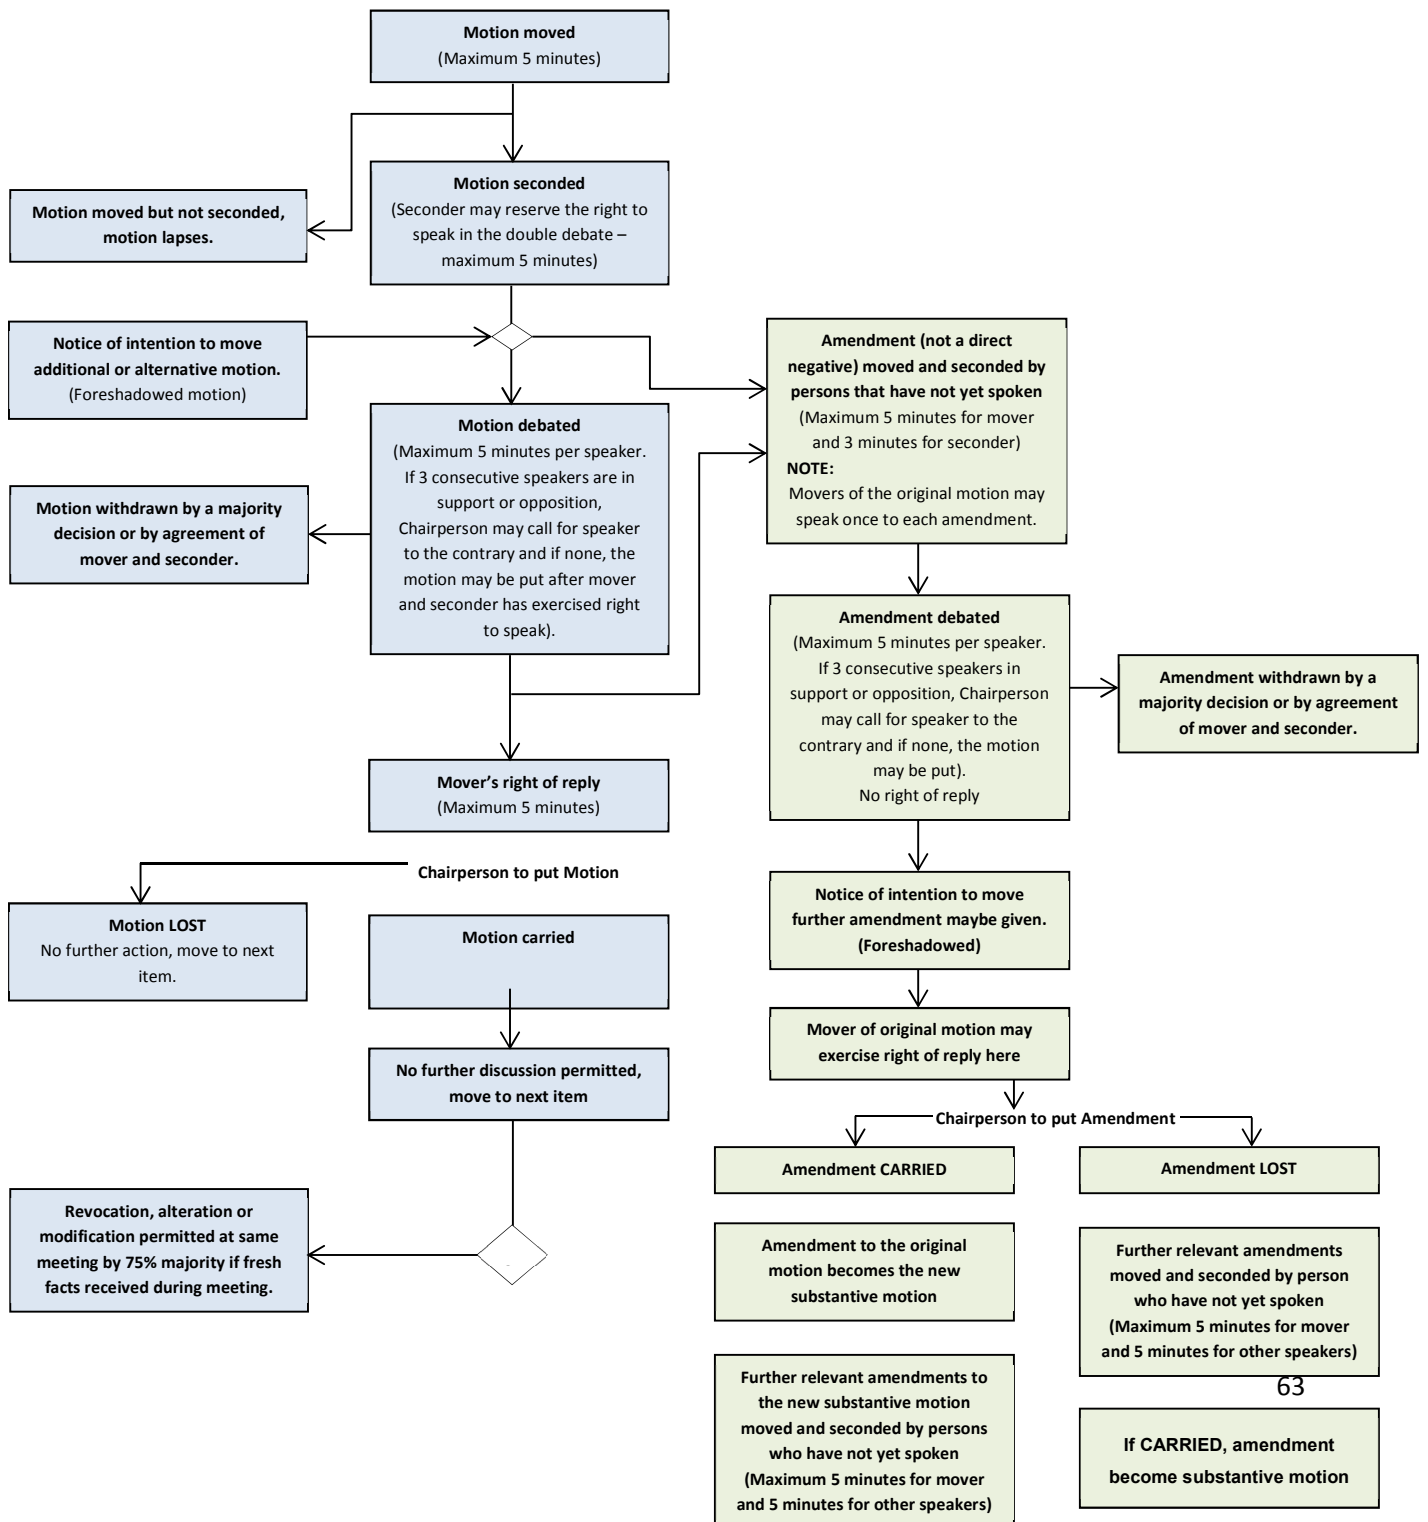 Motion moved
(Maximum 5 minutes)
Motion seconded
(Seconder may reserve the right to
speak in the double debate –
maximum 5 minutes)
Motion moved but not seconded,
motion lapses.
Notice of intention to move
additional or alternative motion.
(Foreshadowed motion)
Motion debated
(Maximum 5 minutes per speaker.
If 3 consecutive speakers are in
support or opposition,
Chairperson may call for speaker
to the contrary and if none, the
motion may be put after mover
and seconder has exercised right
to speak).
Motion withdrawn by a majority
decision or by agreement of
mover and seconder.
Mover’s right of reply
(Maximum 5 minutes)
Chairperson to put Motion
Motion LOST
No further action, move to next
item.
Motion carried
No further discussion permitted,
move to next item
Revocation, alteration or
modification permitted at same
meeting by 75% majority if fresh
facts received during meeting.
Amendment (not a direct
negative) moved and seconded by
persons that have not yet spoken
(Maximum 5 minutes for mover
and 3 minutes for seconder)
NOTE:
Movers of the original motion may
speak once to each amendment.
Amendment debated
(Maximum 5 minutes per speaker.
If 3 consecutive speakers in
support or opposition, Chairperson
may call for speaker to the
contrary and if none, the motion
may be put).
No right of reply
Amendment withdrawn by a
majority decision or by agreement
of mover and seconder.
Notice of intention to move
further amendment maybe given.
(Foreshadowed)
Mover of original motion may
exercise right of reply here
Chairperson to put Amendment
Amendment CARRIED
Amendment to the original
motion becomes the new
substantive motion
Further relevant amendments to
the new substantive motion
moved and seconded by persons
who have not yet spoken
(Maximum 5 minutes for mover
and 5 minutes for other speakers)
Amendment LOST
Further relevant amendments
moved and seconded by person
who have not yet spoken
(Maximum 5 minutes for mover
and 5 minutes for other speakers)
63
If CARRIED, amendment
become substantive motion